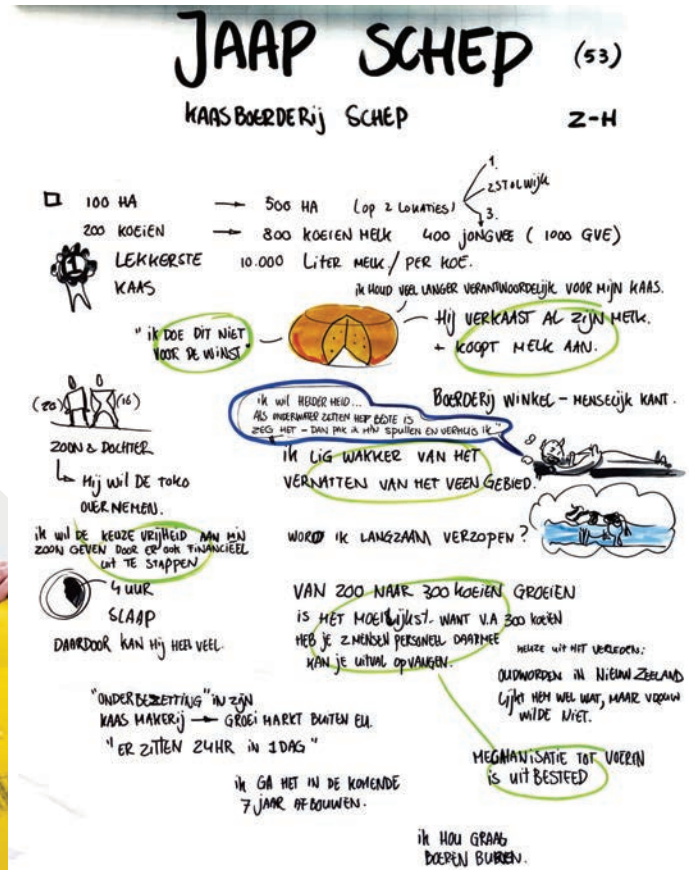 JAAP SCHEP (53)
KAASBOERDERIJ SCHEP Z-H
100 HA → 500 HA (OP 2 LOKATIES)
1.
2 STOLWIJK
3.
200 KOEIEN → 800 KOEIEN MELK 400 JONGVEE (1000 GVE)
1 LEKKERSTE KAAS
10.000 LITER MELK / PER KOE.
IK HOUD VEEL LANGER VERANTWOORDELIJK VOOR MIJN KAAS.
"IK DOE DIT NIET
VOOR DE WINST"
HIJ VERKAAST AL ZIJN MELK.
+ KOOPT MELK AAN.
BOERDERIJ WINKEL - MENSELIJK KANT.
(20) (16)
ZOON & DOCHTER
HIJ WIL DE TOKO
OVERNEMEN.
IK WIL HELDERHEID...
ALS ONDERWATER ZETTEN HET BESTE IS
ZEG HET - DAN PAK IK MIJN SPULLEN EN VERHUIS IK"
IK LIG WAKKER VAN HET
VERNATTEN VAN HET VEENGEBIED.
IK WIL DE KEUZE VRIJHEID AAN MIJN
ZOON GEVEN DOOR ER OOK FINANCIEEL
UIT TE STAPPEN
WORD IK LANGZAAM VERZOPEN?
4 UUR
SLAAP
DAARDOOR KAN HIJ HEEL VEEL.
VAN 200 NAAR 300 KOEIEN GROEIEN
IS HET MOEILIJKST. WANT V.A 300 KOEIEN
HEB JE 2 MENSEN PERSONEEL DAARMEE
KAN JE UITVAL OPVANGEN.
KEUZE UIT HET VERLEDEN:
OUDWORDEN IN NIEUW ZEELAND
LIJKT HEM WEL WAT, MAAR VROUW
WILDE NIET.
"ONDERBEZETTING" IN ZIJN
KAAS MAKERIJ → GROEI MARKT BUITEN EU.
"ER ZITTEN 24HR IN 1 DAG"
MECHANISATIE TOT VOEREN
IS UITBESTEED
IK GA HET IN DE KOMENDE
7 JAAR AFBOUWEN.
IK HOU GRAAG
BOEREN BUREN.